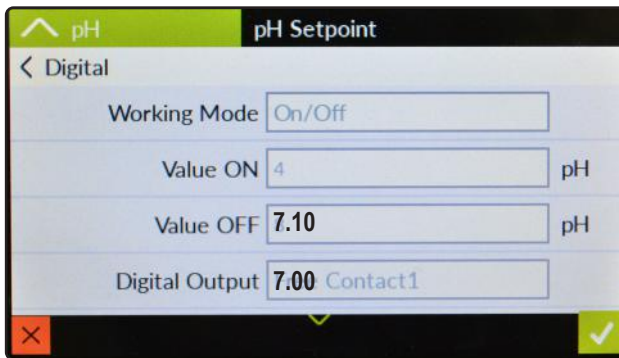 pH pH Setpoint
Digital
Working Mode On/Off
Value ON 4 pH
Value OFF 7.10 pH
Digital Output 7.00 Contact1